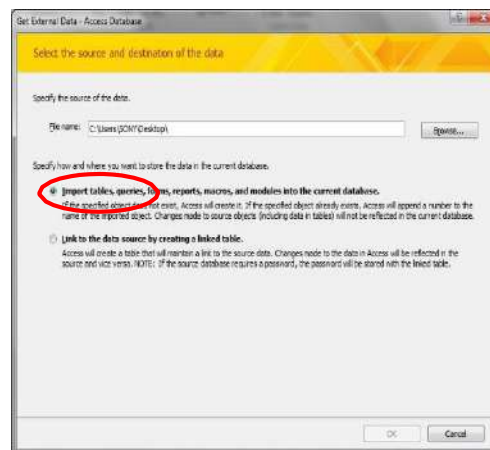 Get External Data - Access Database
Select the source and destination of the data
Specify the source of the data.
File name: C:\Users\SONY\Desktop\ Browse...
Specify how and where you want to store the data in the current database.
Import tables, queries, forms, reports, macros, and modules into the current database.
If the specified object does not exist, Access will create it. If the specified object already exists, Access will append a number to the
name of the imported object. Changes made to source objects (including data in tables) will not be reflected in the current database.
Link to the data source by creating a linked table.
Access will create a table that will maintain a link to the source data. Changes made to the data in Access will be reflected in the
source and vice versa. NOTE: If the source database requires a password, the password will be stored with the linked table.
OK Cancel